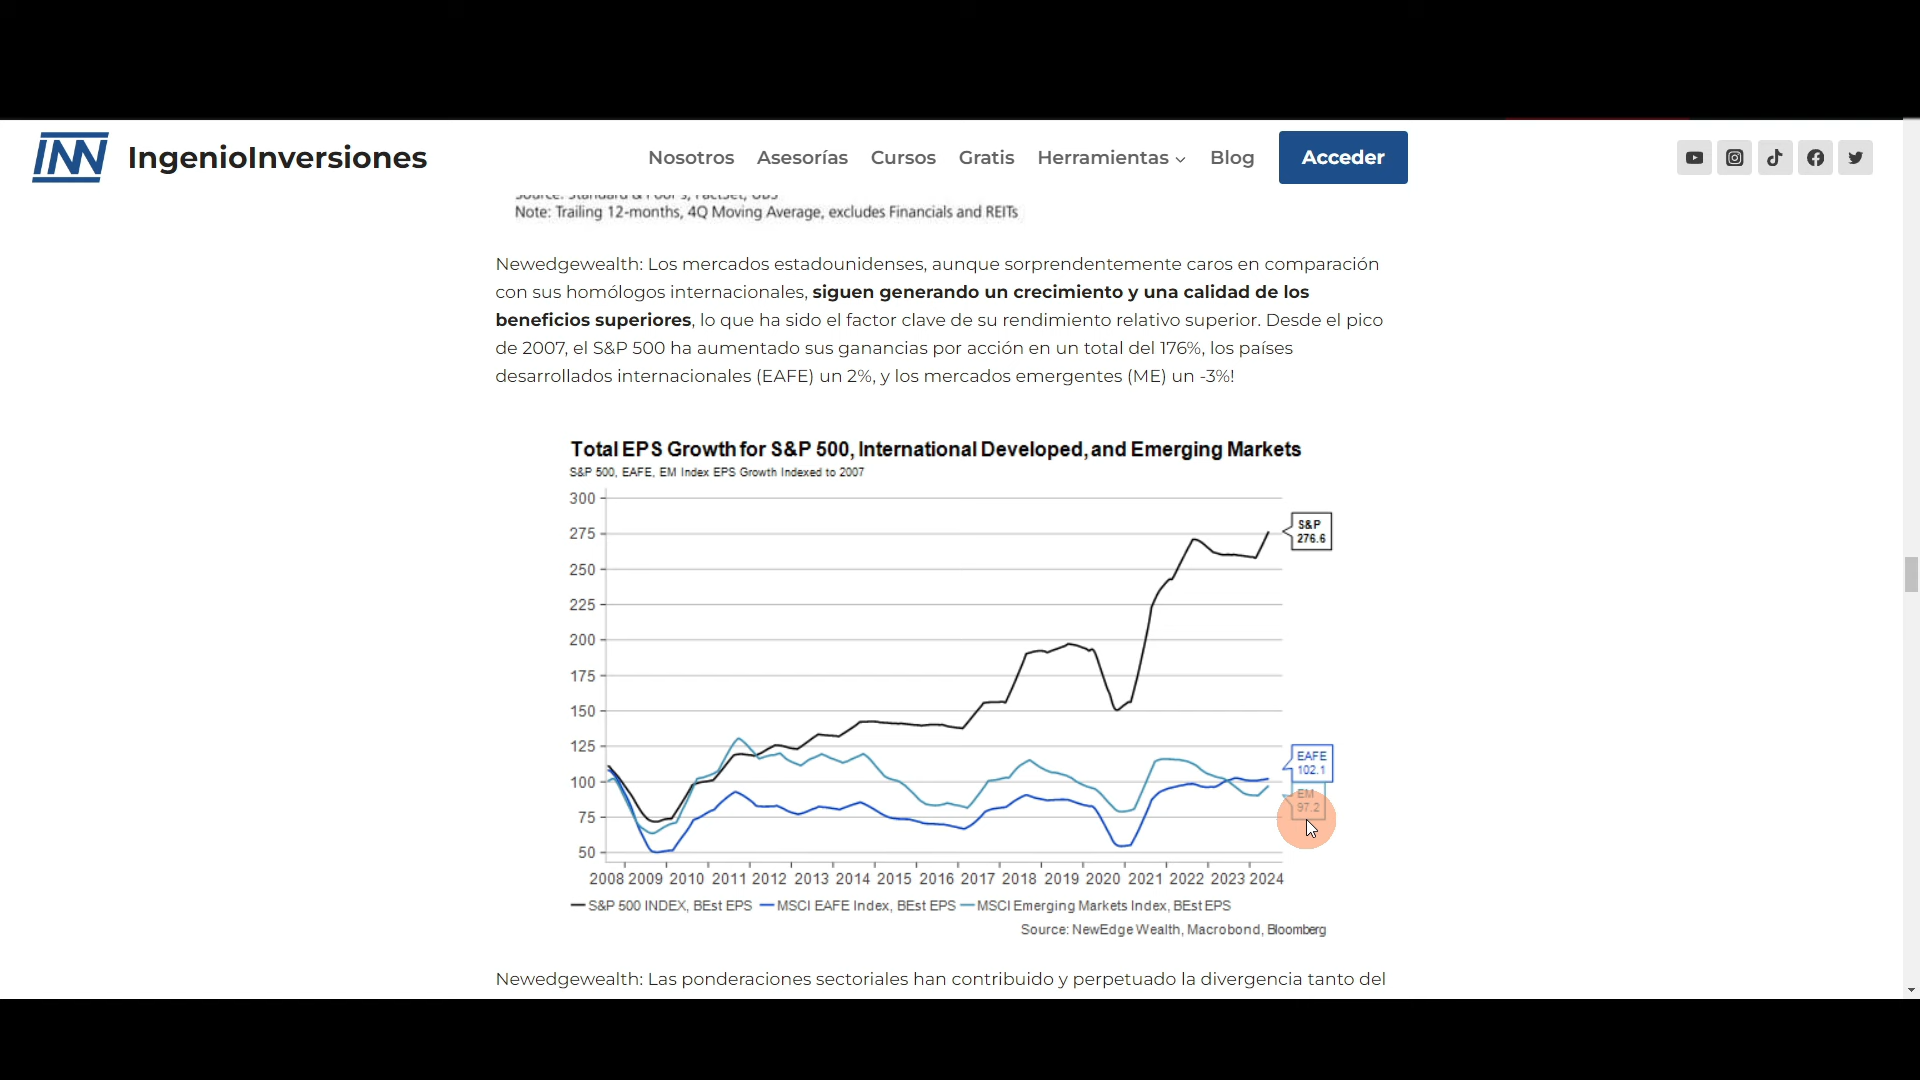 INN IngenioInversiones Nosotros Asesorías Cursos Gratis Herramientas Blog Acceder
Note: Trailing 12-months, 4Q Moving Average, excludes Financials and REITs
Newedgewealth: Los mercados estadounidenses, aunque sorprendentemente caros en comparación
con sus homólogos internacionales, siguen generando un crecimiento y una calidad de los
beneficios superiores, lo que ha sido el factor clave de su rendimiento relativo superior. Desde el pico
de 2007, el S&P 500 ha aumentado sus ganancias por acción en un total del 176%, los países
desarrollados internacionales (EAFE) un 2%, y los mercados emergentes (ME) un -3%!
Total EPS Growth for S&P 500, International Developed, and Emerging Markets
S&P 500, EAFE, EM Index EPS Growth Indexed to 2007
300
275
250
225
200
175
150
125
100
75
50
S&P
276.6
EAFE
102.1
EM
97.2
2008 2009 2010 2011 2012 2013 2014 2015 2016 2017 2018 2019 2020 2021 2022 2023 2024
S&P 500 INDEX, BEst EPS MSCI EAFE Index, BEst EPS MSCI Emerging Markets Index, BEst EPS
Source: NewEdge Wealth, Macrobond, Bloomberg
Newedgewealth: Las ponderaciones sectoriales han contribuido y perpetuado la divergencia tanto del